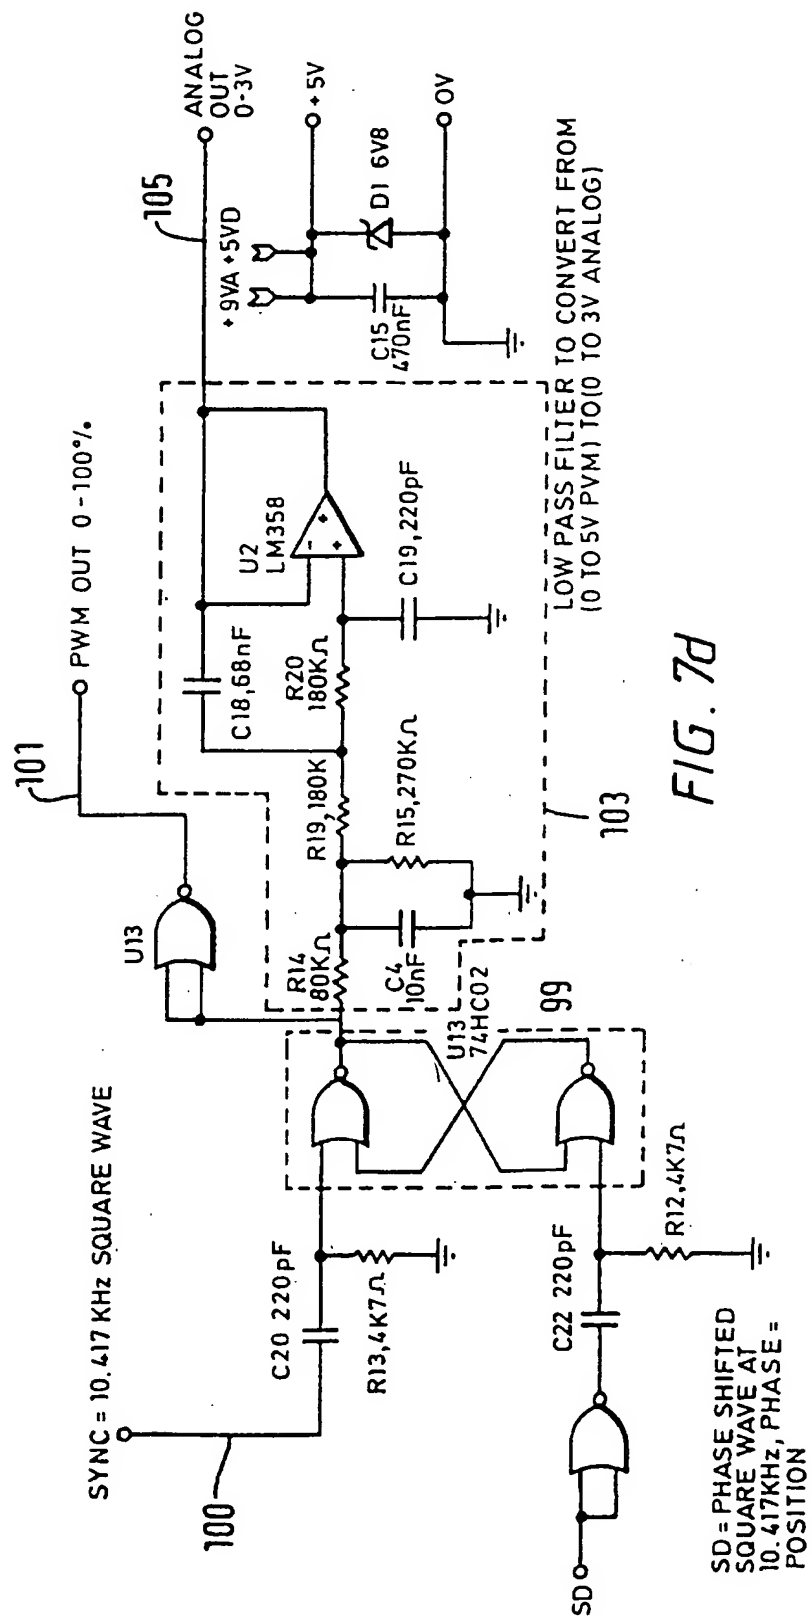 SYNC = 10.417 KHz SQUARE WAVE
100
C20 220pF
R13,4K7Ω
SD
SD = PHASE SHIFTED
SQUARE WAVE AT
10.417KHz, PHASE =
POSITION
C22 220pF
R12,4K7Ω
U13
74HC02
99
U13
101
PWM OUT 0-100%
R14
80KΩ
C4
10nF
R19,180K
R15,270KΩ
C18,68nF
R20
180KΩ
U2
LM358
-
+
+
C19,220pF
103
LOW PASS FILTER TO CONVERT FROM
(0 TO 5V PVM) TO(0 TO 3V ANALOG)
105
ANALOG
OUT
0-3V
+9VA +5VD
+5V
C15
470nF
D1 6V8
0V
FIG. 7d